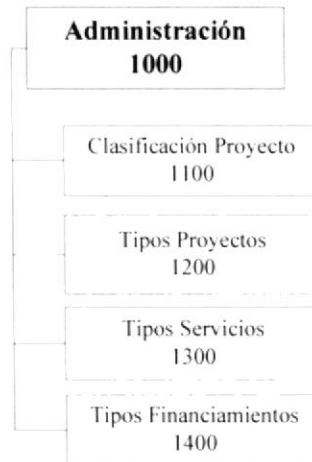 Administración
1000
Clasificación Proyecto
1100
Tipos Proyectos
1200
Tipos Servicios
1300
Tipos Financiamientos
1400